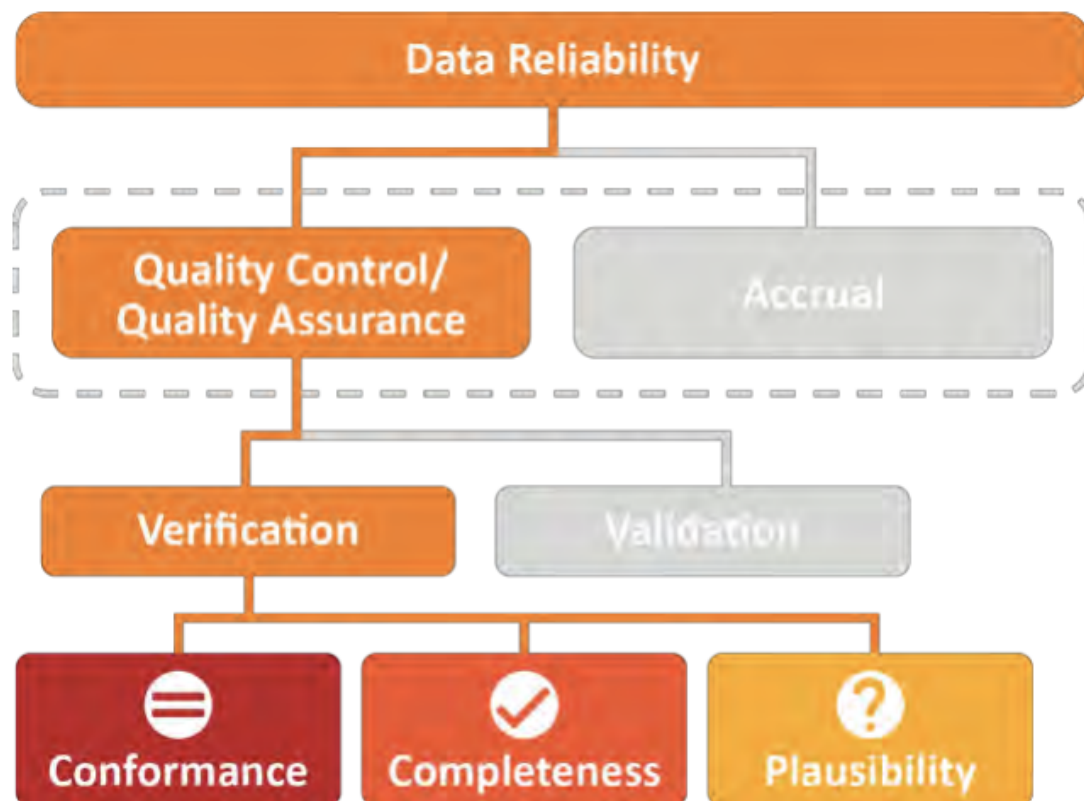 Data Reliability
Quality Control/
Quality Assurance
Accrual
Verification
Validation
Conformance
Completeness
Plausibility